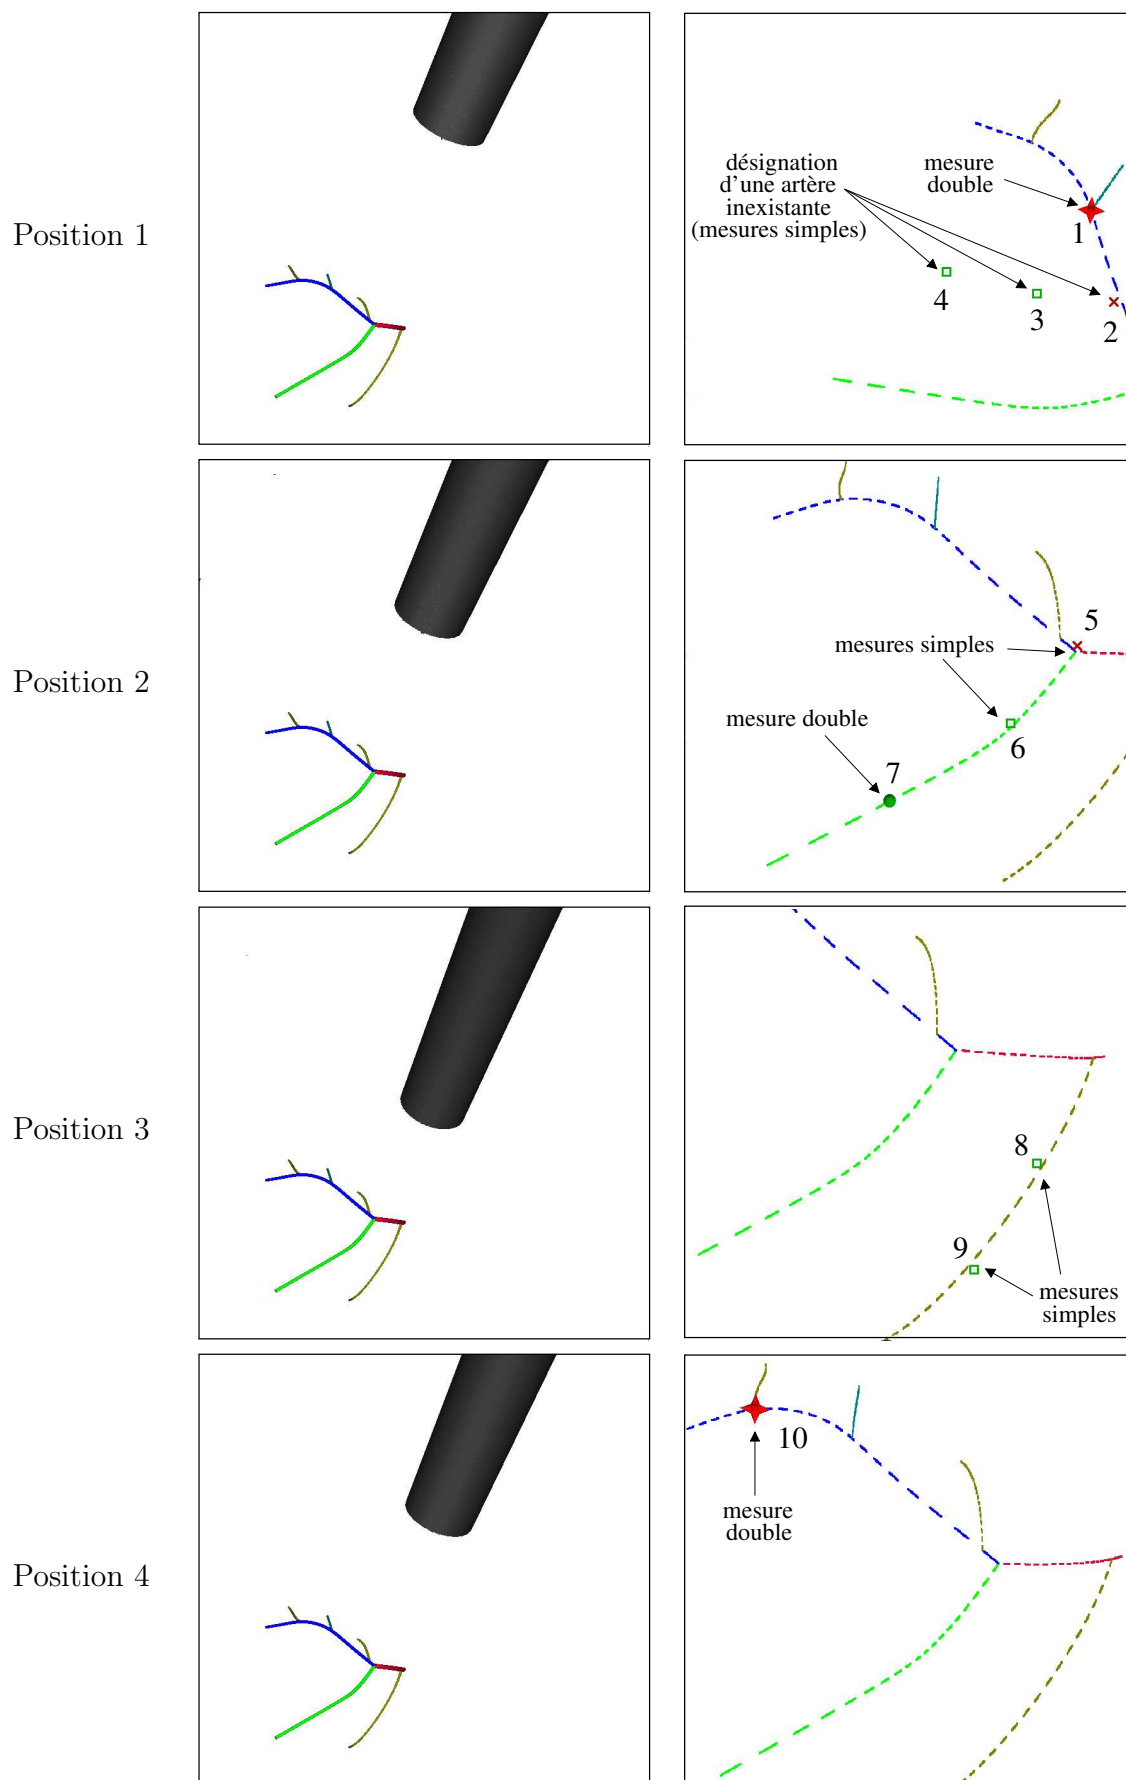 Position 1
désignation
d'une artère
inexistante
(mesures simples)
mesure
double
1
2
3
4
Position 2
5
mesures simples
6
mesure double
7
Position 3
8
9
mesures
simples
Position 4
10
mesure
double